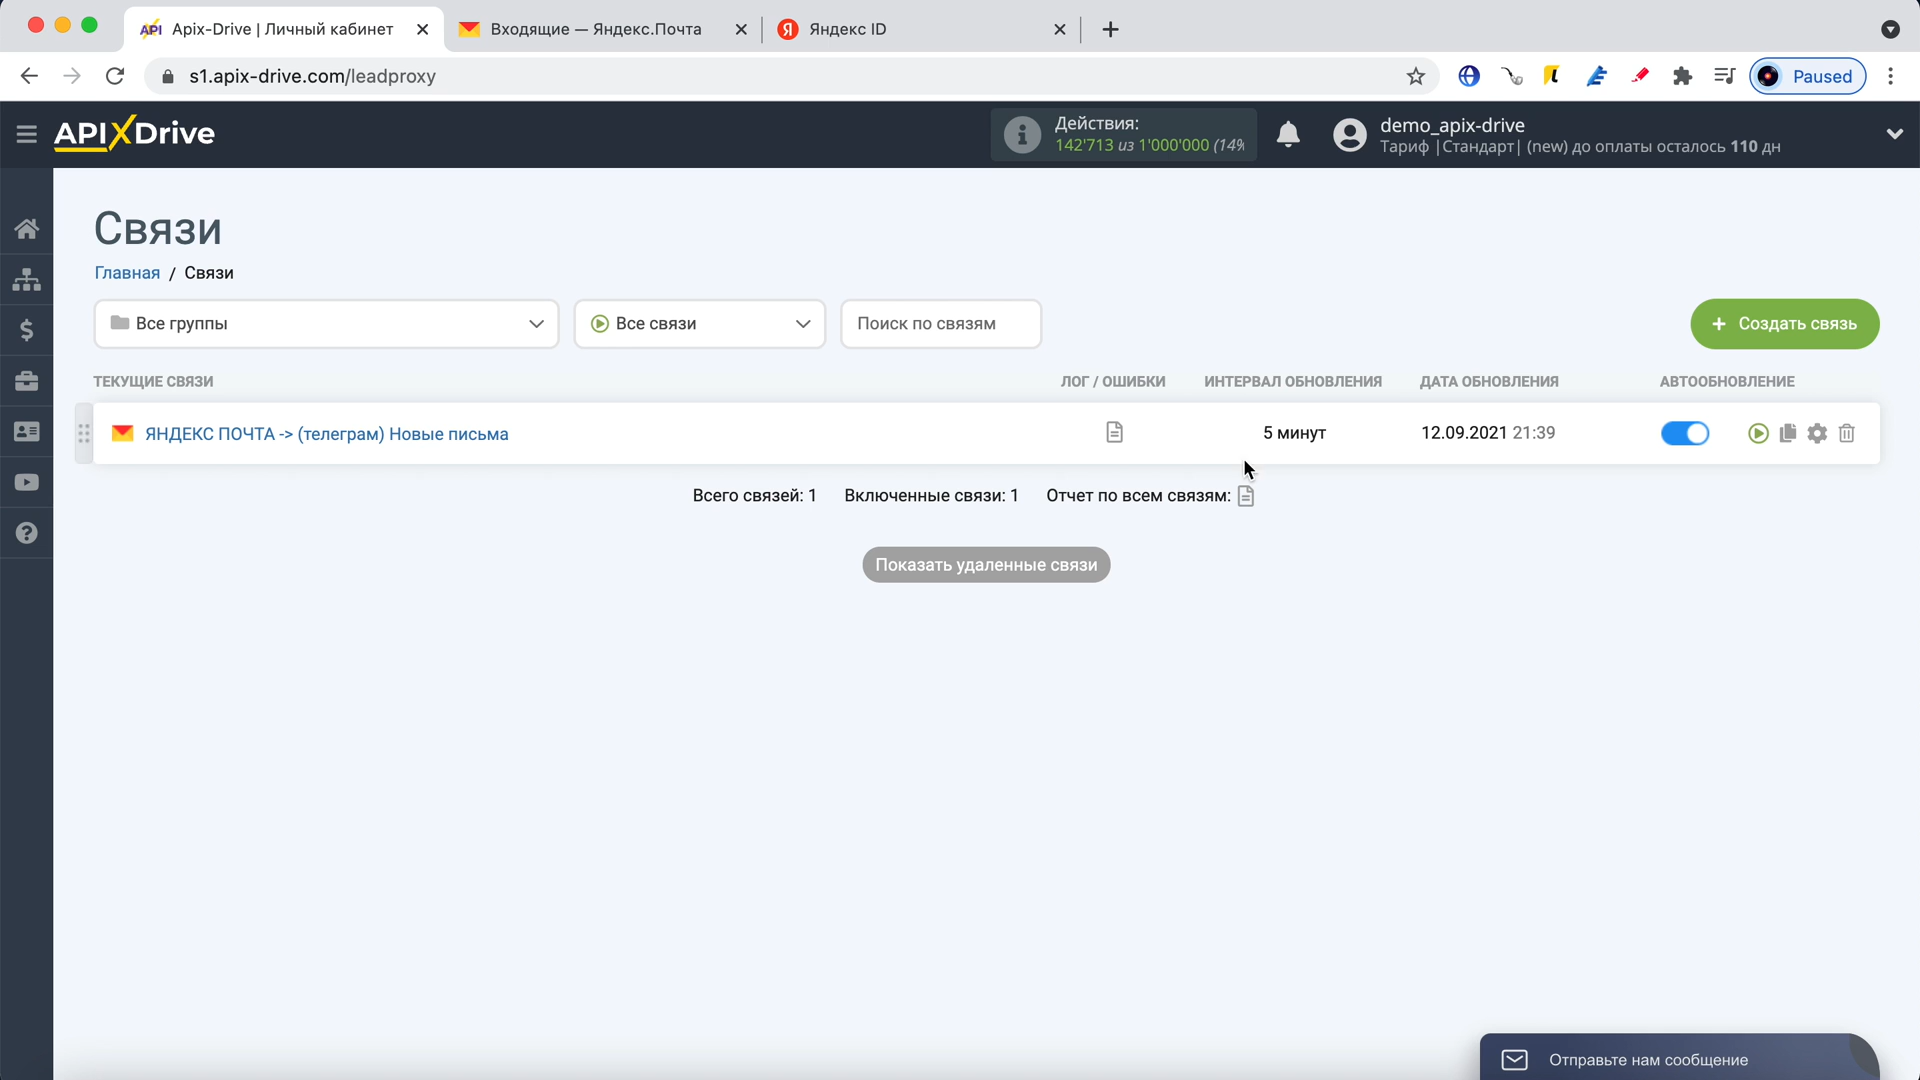 API Apix-Drive | Личный кабинет
Входящие — Яндекс.Почта
Я Яндекс ID
s1.apix-drive.com/leadproxy
Paused
APIXDrive
Действия:
142'713 из 1'000'000 (14%
demo_apix-drive
Тариф |Стандарт| (new) до оплаты осталось 110 дн
Связи
Главная / Связи
Все группы
Все связи
Поиск по связям
+ Создать связь
ТЕКУЩИЕ СВЯЗИ
ЛОГ / ОШИБКИ
ИНТЕРВАЛ ОБНОВЛЕНИЯ
ДАТА ОБНОВЛЕНИЯ
АВТООБНОВЛЕНИЕ
ЯНДЕКС ПОЧТА -> (телеграм) Новые письма
5 минут
12.09.2021 21:39
Всего связей: 1 Включенные связи: 1 Отчет по всем связям:
Показать удаленные связи
Отправьте нам сообщение